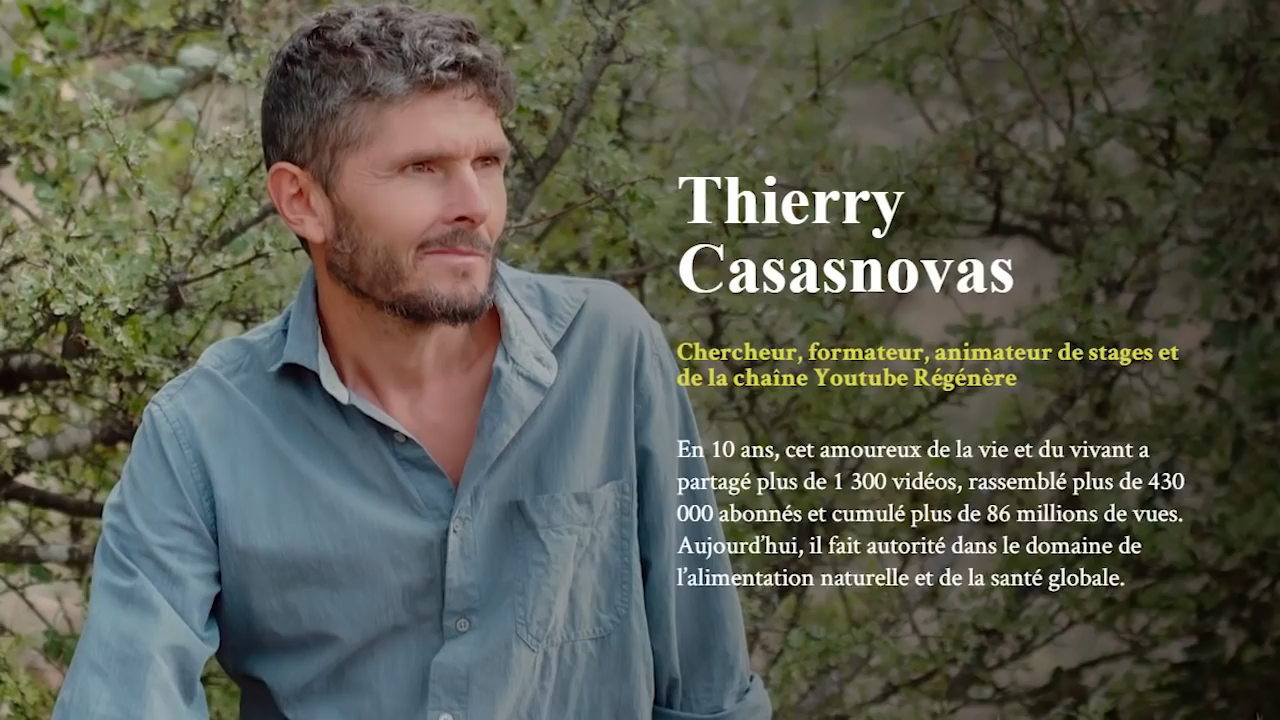 Thierry
Casasnovas
Chercheur, formateur, animateur de stages et
de la chaîne Youtube Régénère
En 10 ans, cet amoureux de la vie et du vivant a
partagé plus de 1 300 vidéos, rassemblé plus de 430
000 abonnés et cumulé plus de 86 millions de vues.
Aujourd’hui, il fait autorité dans le domaine de
l’alimentation naturelle et de la santé globale.